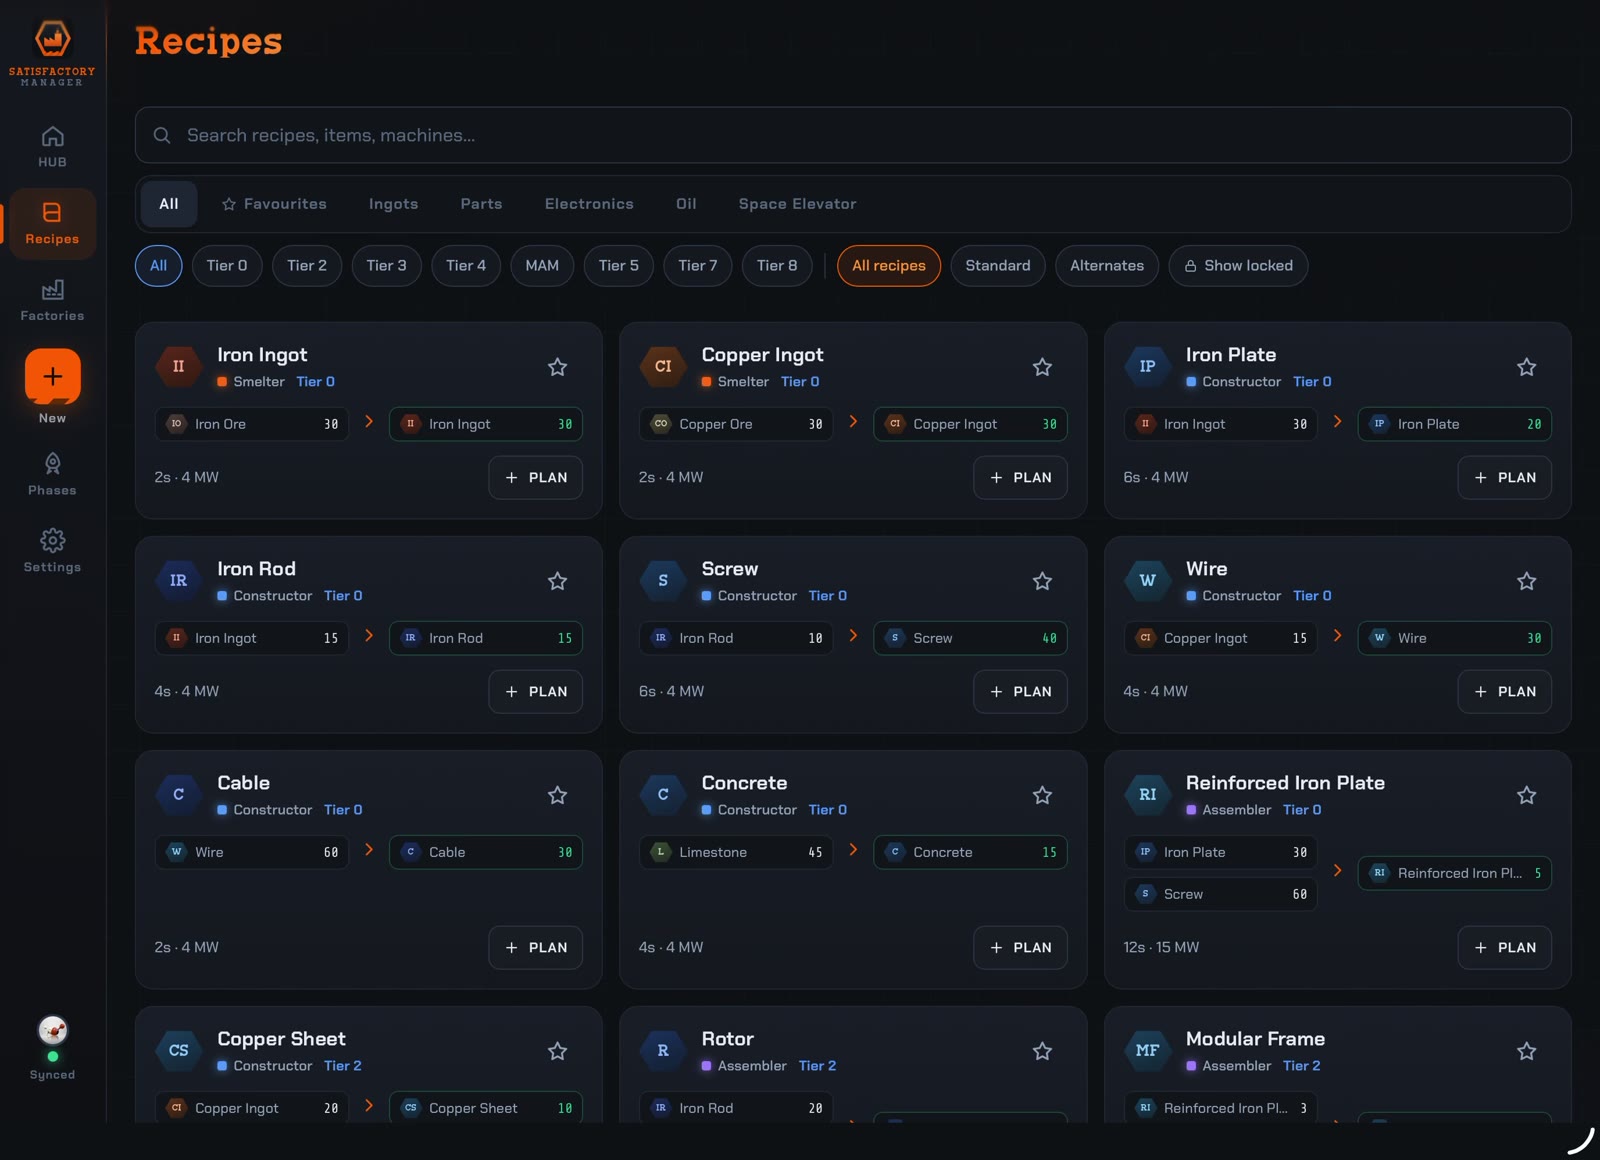 SATISFACTORY
MANAGER
HUB
Recipes
Factories
New
Phases
Settings
Synced
Recipes
Search recipes, items, machines...
All Favourites Ingots Parts Electronics Oil Space Elevator
All Tier 0 Tier 2 Tier 3 Tier 4 MAM Tier 5 Tier 7 Tier 8 All recipes Standard Alternates Show locked
II Iron Ingot
Smelter Tier 0
IO Iron Ore 30 II Iron Ingot 30
2s · 4 MW + PLAN
CI Copper Ingot
Smelter Tier 0
CO Copper Ore 30 CI Copper Ingot 30
2s · 4 MW + PLAN
IP Iron Plate
Constructor Tier 0
II Iron Ingot 30 IP Iron Plate 20
6s · 4 MW + PLAN
IR Iron Rod
Constructor Tier 0
II Iron Ingot 15 IR Iron Rod 15
4s · 4 MW + PLAN
S Screw
Constructor Tier 0
IR Iron Rod 10 S Screw 40
6s · 4 MW + PLAN
W Wire
Constructor Tier 0
CI Copper Ingot 15 W Wire 30
4s · 4 MW + PLAN
C Cable
Constructor Tier 0
W Wire 60 C Cable 30
2s · 4 MW + PLAN
C Concrete
Constructor Tier 0
L Limestone 45 C Concrete 15
4s · 4 MW + PLAN
RI Reinforced Iron Plate
Assembler Tier 0
IP Iron Plate 30
S Screw 60
RI Reinforced Iron Pl... 5
12s · 15 MW + PLAN
CS Copper Sheet
Constructor Tier 2
CI Copper Ingot 20 CS Copper Sheet 10
R Rotor
Assembler Tier 2
IR Iron Rod 20
MF Modular Frame
Assembler Tier 2
RI Reinforced Iron Pl... 3